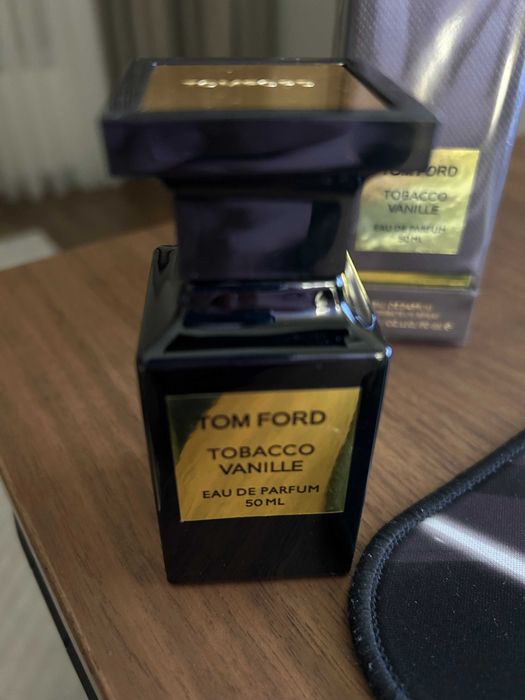 TOM FORD
TOBACCO
VANILLE
EAU DE PARFUM
50 ML
TOM FORD
TOBACCO
VANILLE
EAU DE PARFUM
50 ML